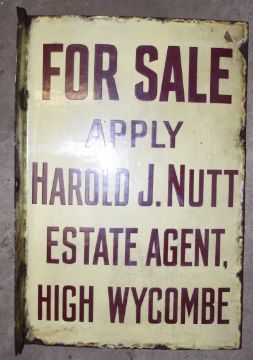 FOR SALE
APPLY
HAROLD J. NUTT
ESTATE AGENT,
HIGH WYCOMBE